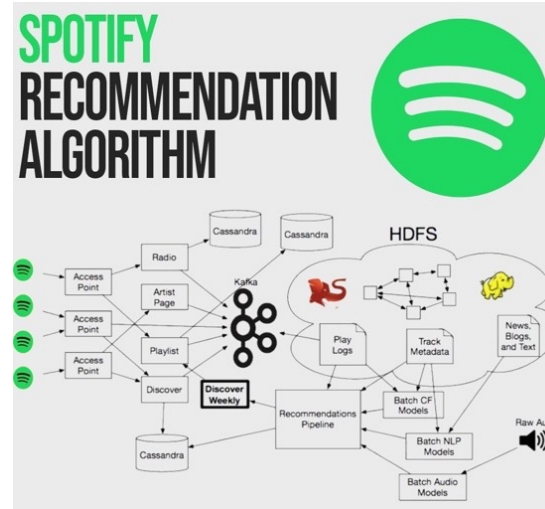 SPOTIFY
RECOMMENDATION
ALGORITHM
Cassandra
Cassandra
HDFS
Radio
Access
Point
Artist
Page
Kafka
Access
Point
Playlist
Play
Logs
Track
Metadata
News,
Blogs,
and Text
Access
Point
Discover
Discover
Weekly
Batch CF
Models
Recommendations
Pipeline
Raw Au
Cassandra
Batch NLP
Models
Batch Audio
Models